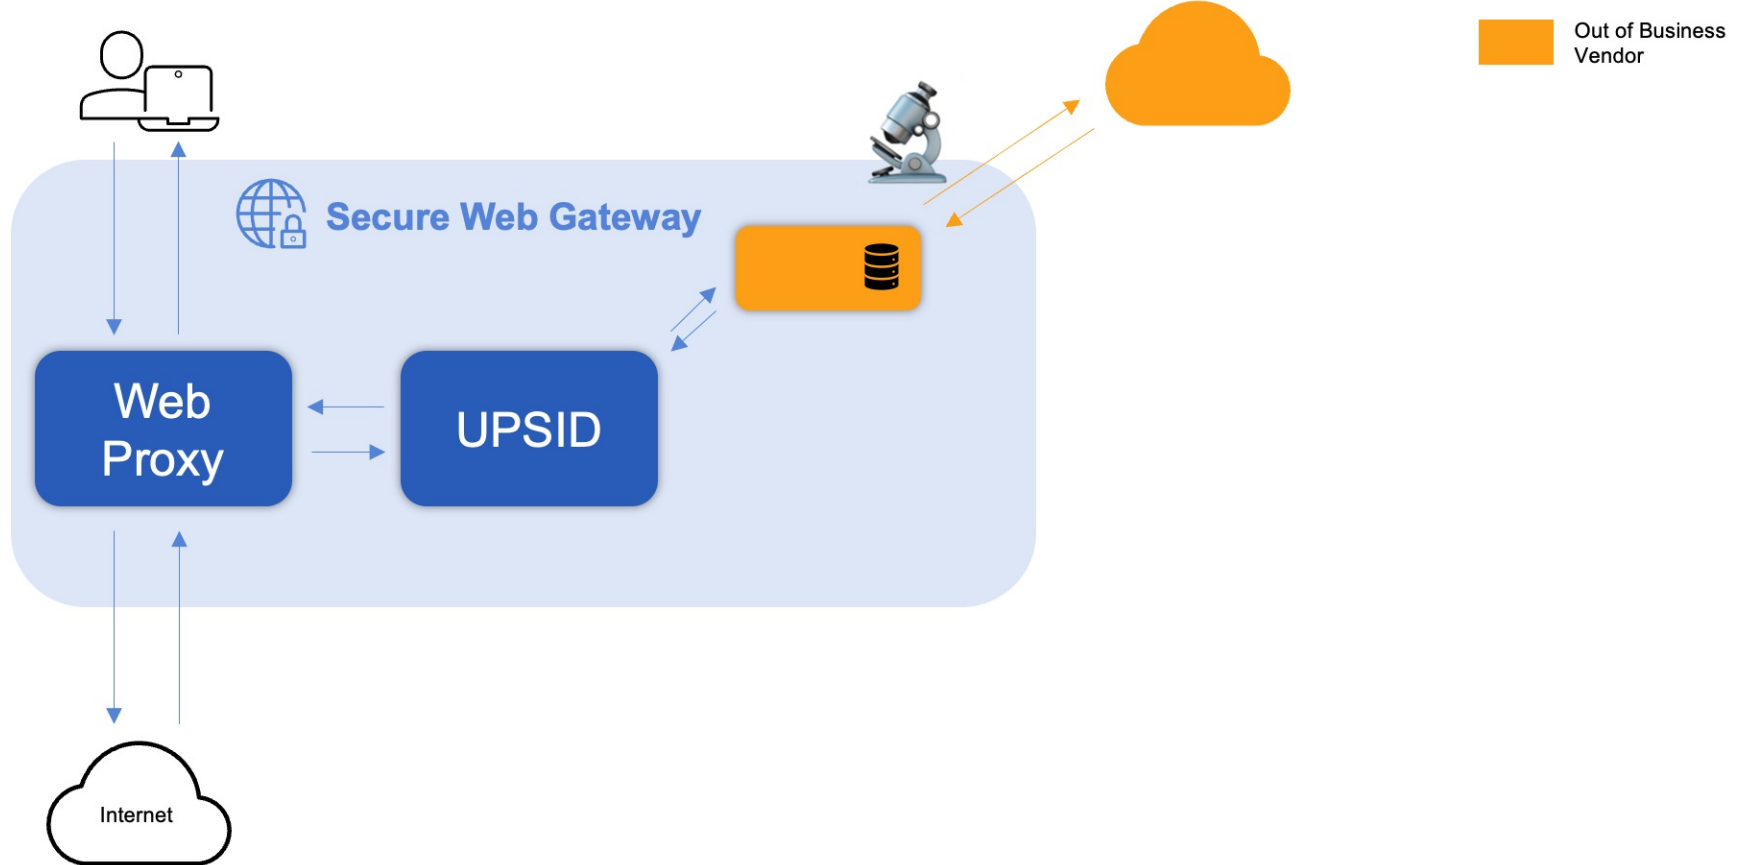 Out of Business
Vendor
Secure Web Gateway
Web
Proxy
UPSID
Internet